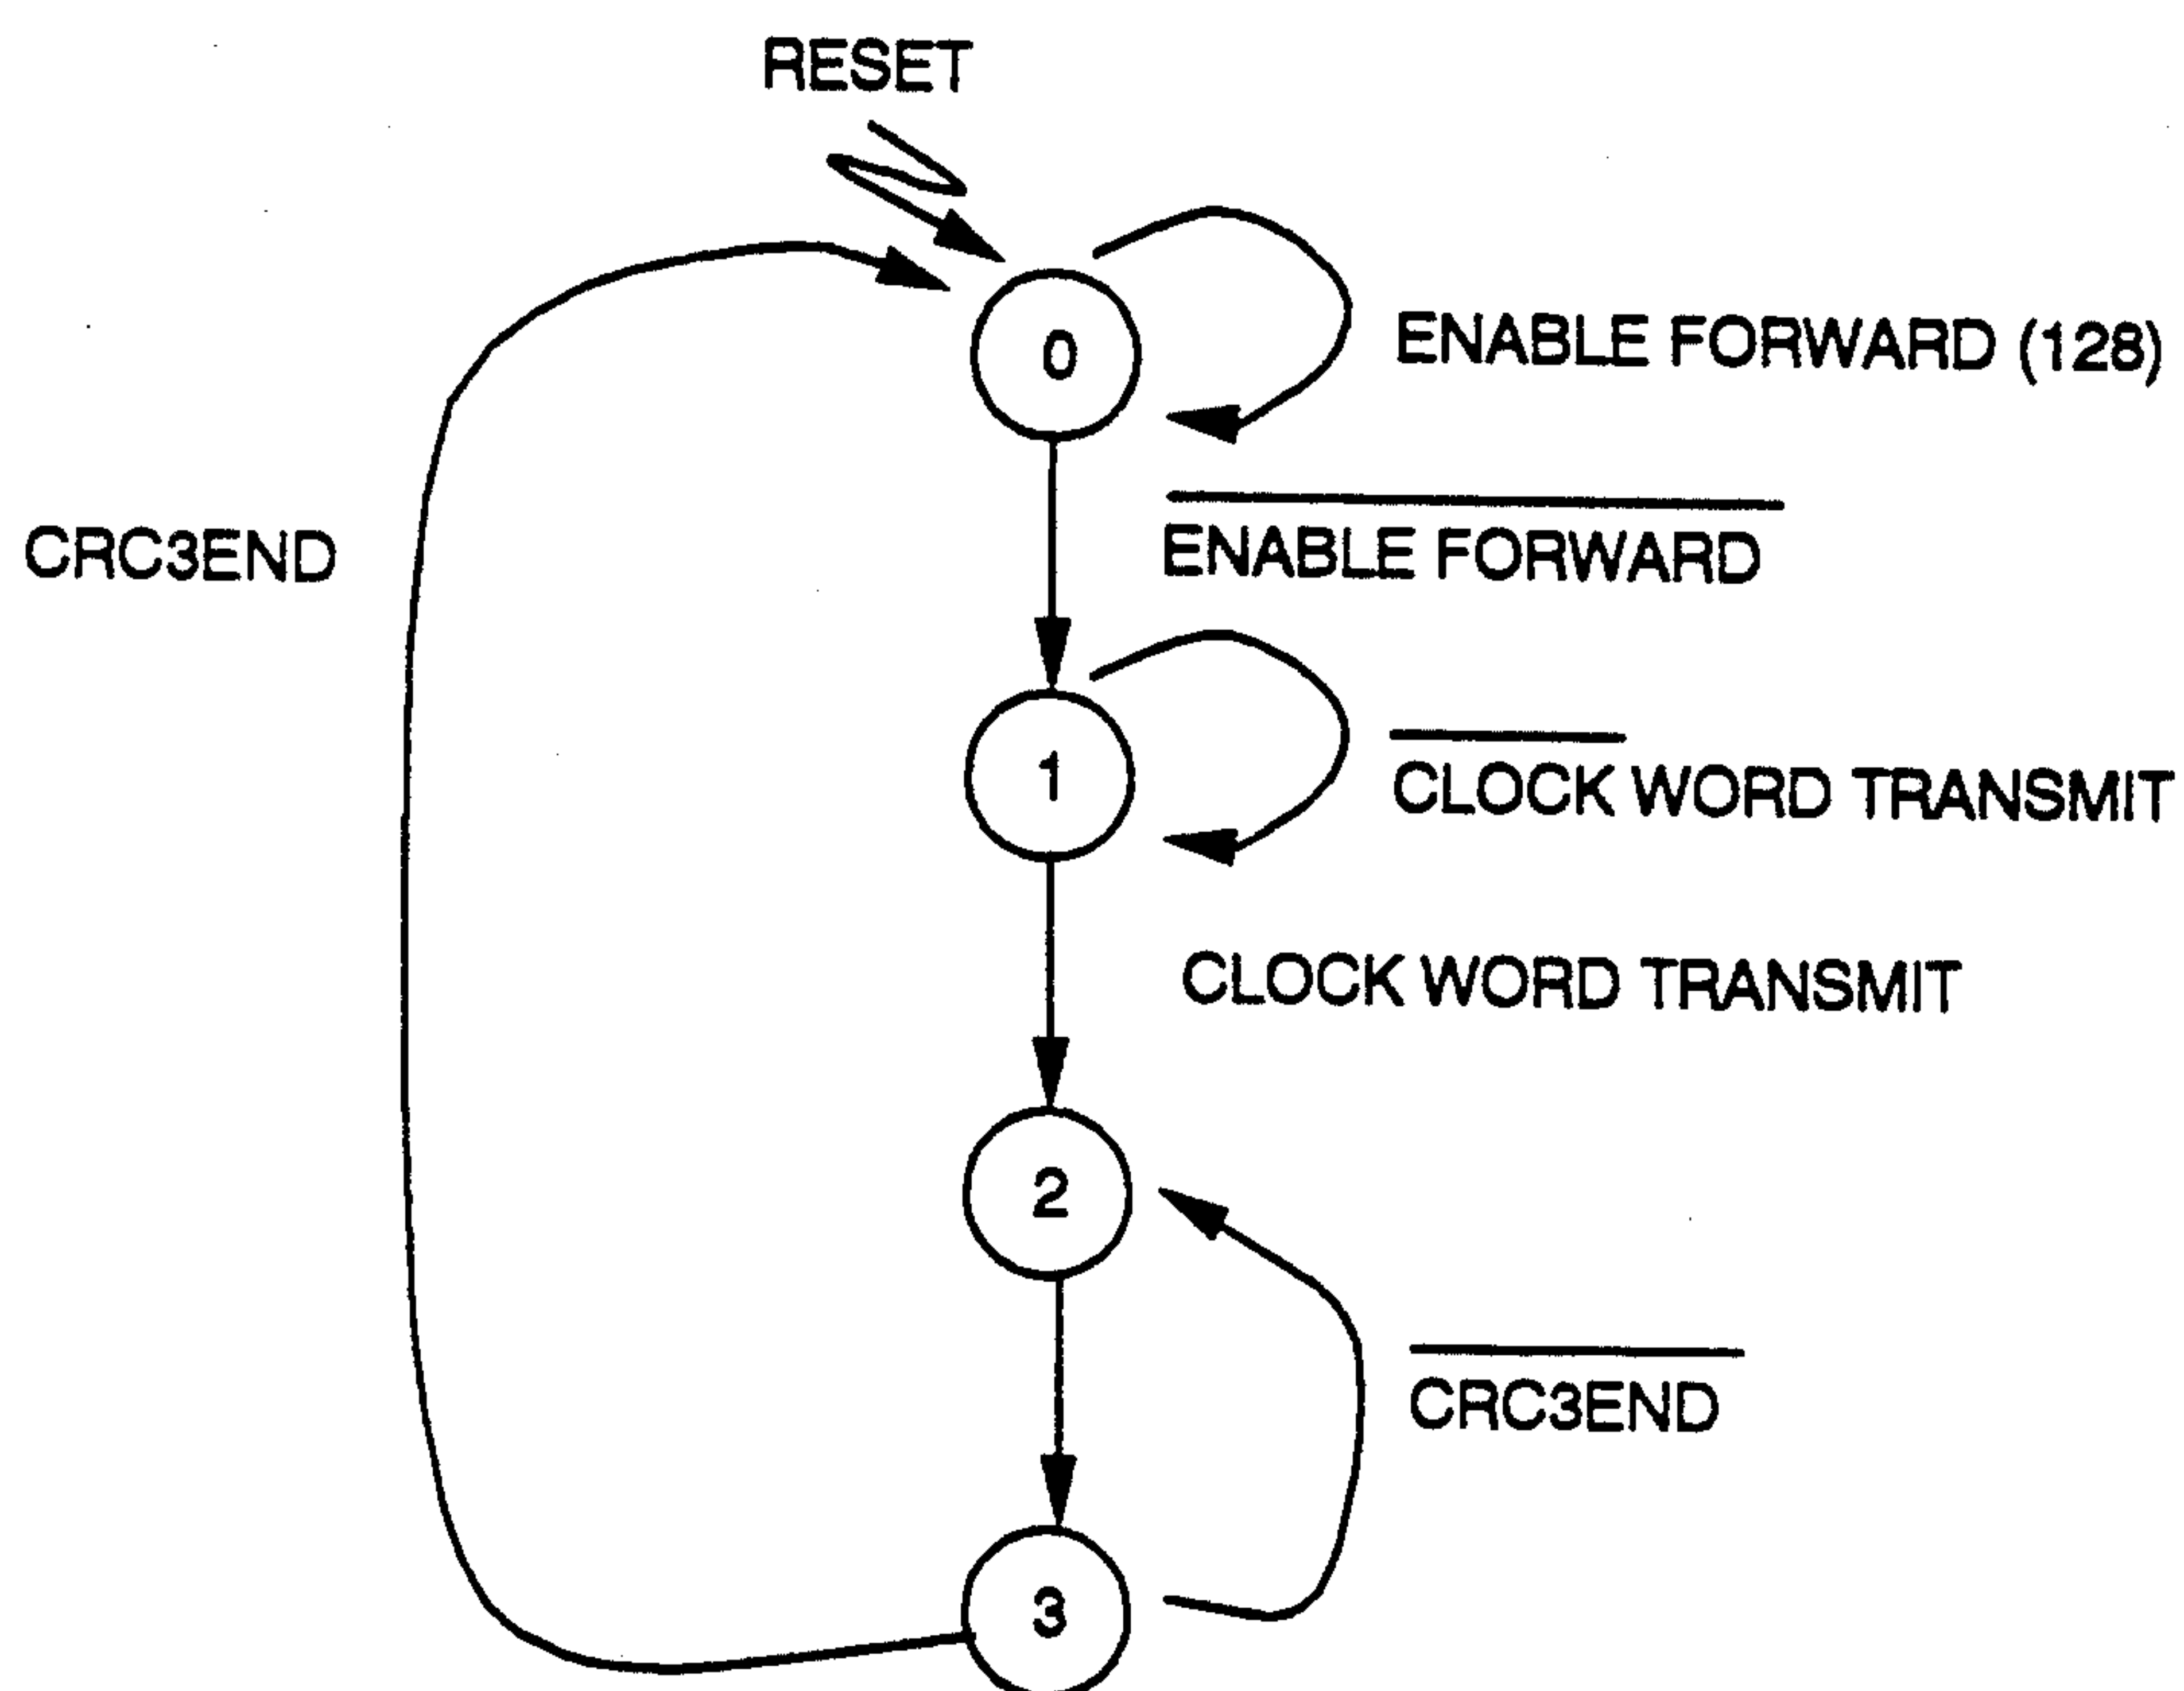 RESET
0
ENABLE FORWARD (128)
ENABLE FORWARD
CRC3END
1
CLOCK WORD TRANSMIT
CLOCK WORD TRANSMIT
2
CRC3END
3